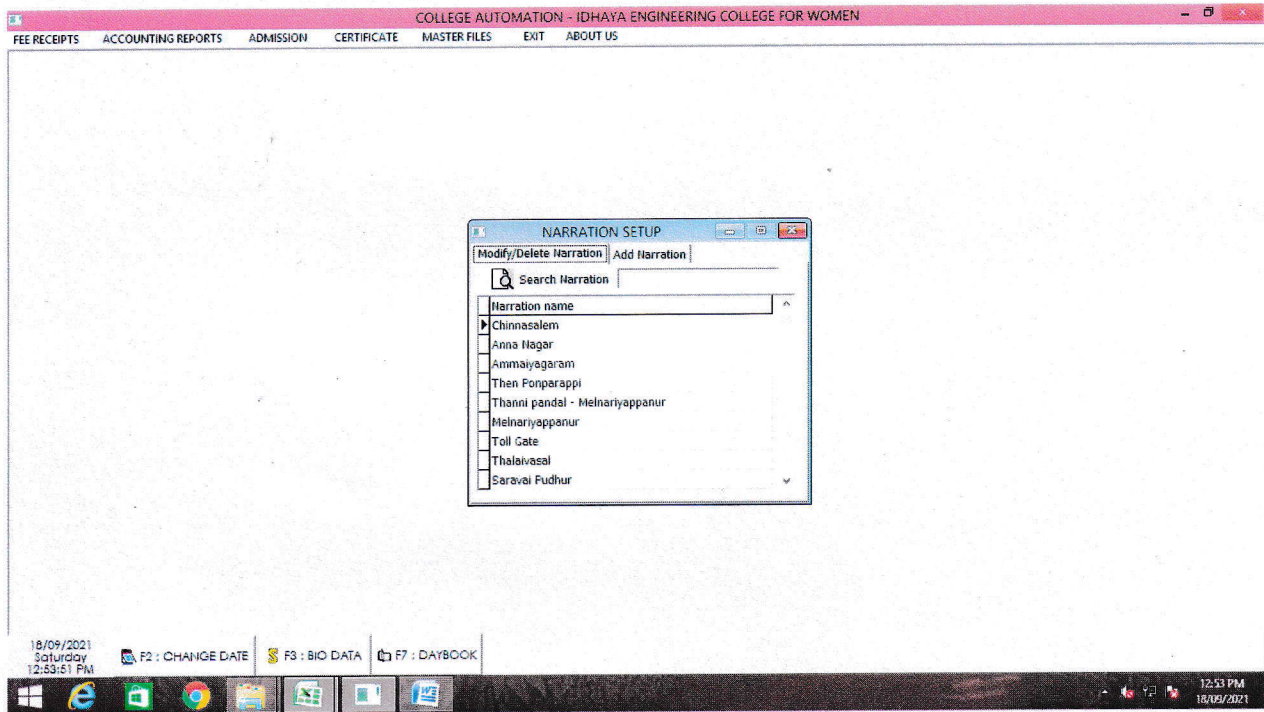 COLLEGE AUTOMATION - IDHAYA ENGINEERING COLLEGE FOR WOMEN
FEE RECEIPTS ACCOUNTING REPORTS ADMISSION CERTIFICATE MASTER FILES EXIT ABOUT US
NARRATION SETUP
Modify/Delete Narration Add Narration
Search Narration
Narration name
Chinnasalem
Anna Nagar
Ammaiyagaram
Then Ponparappi
Thanni pandal - Melnariyappanur
Melnariyappanur
Toll Gate
Thalaivasal
Saravai Pudhur
18/09/2021
Saturday
12:53:51 PM
F2 : CHANGE DATE F3 : BIO DATA F7 : DAYBOOK
12:53 PM
18/09/2021